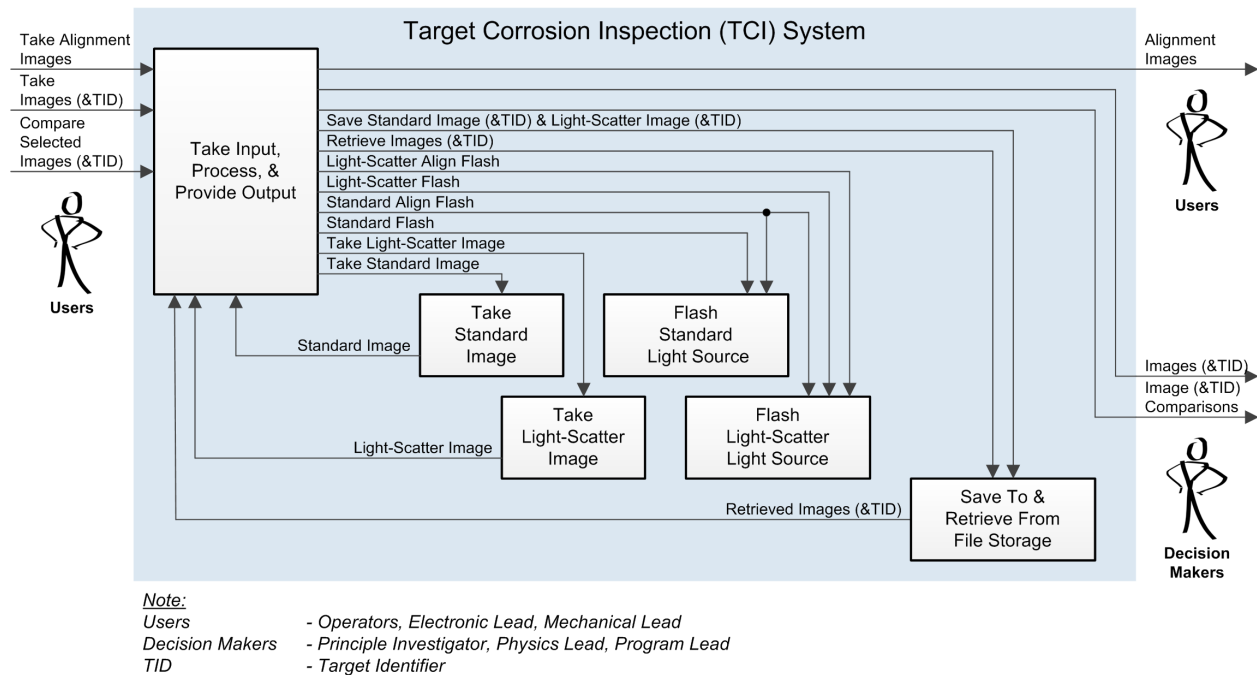 Target Corrosion Inspection (TCI) System
Take Alignment
Images
Take
Images (&TID)
Compare
Selected
Images (&TID)
Users
Take Input,
Process, &
Provide Output
Save Standard Image (&TID) & Light-Scatter Image (&TID)
Retrieve Images (&TID)
Light-Scatter Align Flash
Light-Scatter Flash
Standard Align Flash
Standard Flash
Take Light-Scatter Image
Take Standard Image
Alignment
Images
Users
Take
Standard
Image
Flash
Standard
Light Source
Standard Image
Take
Light-Scatter
Image
Flash
Light-Scatter
Light Source
Light-Scatter Image
Images (&TID)
Image (&TID)
Comparisons
Save To &
Retrieve From
File Storage
Retrieved Images (&TID)
Decision
Makers
Note:
Users - Operators, Electronic Lead, Mechanical Lead
Decision Makers - Principle Investigator, Physics Lead, Program Lead
TID - Target Identifier